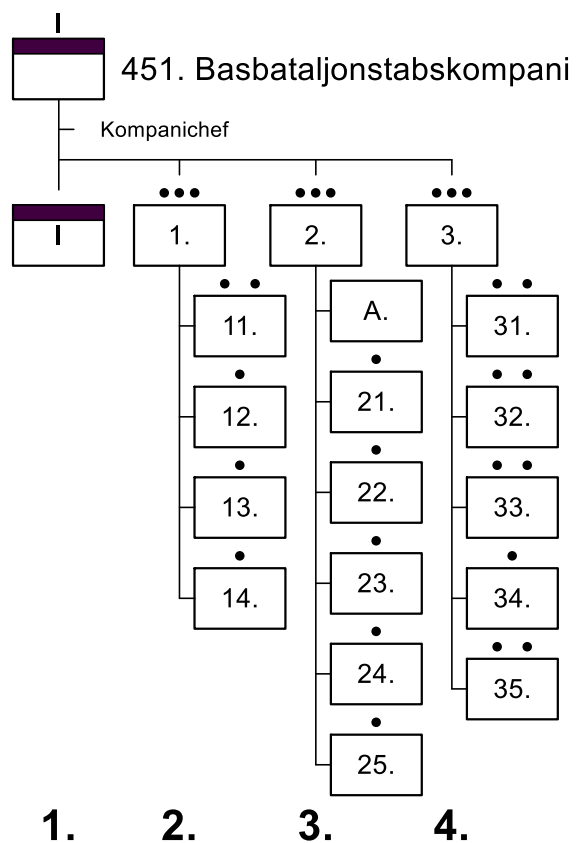 I
451. Basbataljonstabskompani
Kompanichef
I
1.
2.
3.
11.
12.
13.
14.
A.
21.
22.
23.
24.
25.
31.
32.
33.
34.
35.
1. 2. 3. 4.